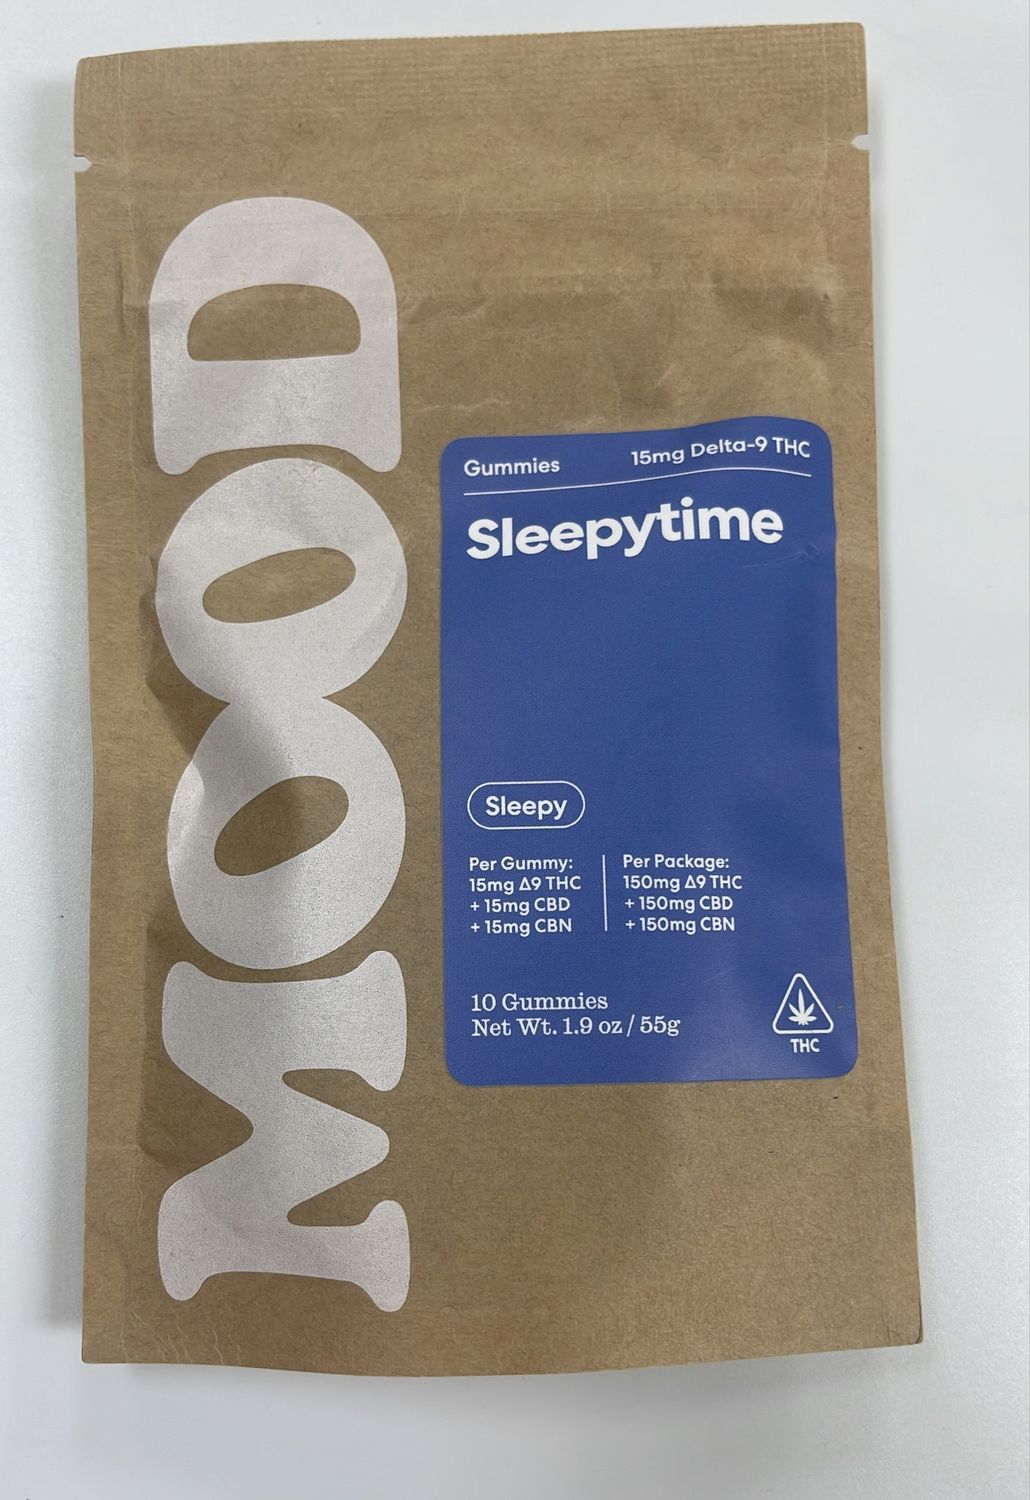 MOOD
Gummies 15mg Delta-9 THC
Sleepytime
Sleepy
Per Gummy:
15mg Δ9 THC
+ 15mg CBD
+ 15mg CBN
Per Package:
150mg Δ9 THC
+ 150mg CBD
+ 150mg CBN
10 Gummies
Net Wt. 1.9 oz / 55g
THC